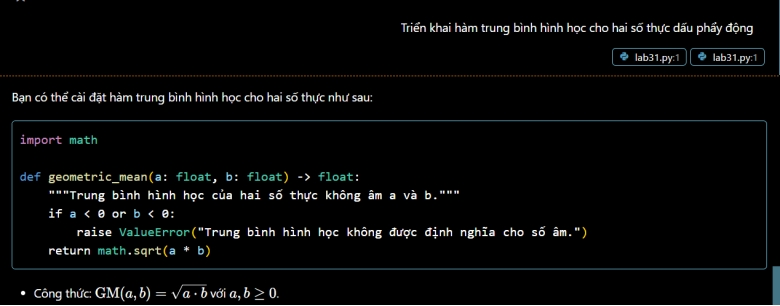 Triển khai hàm trung bình hình học cho hai số thực dấu phẩy động
lab31.py:1 lab31.py:1
Bạn có thể cài đặt hàm trung bình hình học cho hai số thực như sau:
import math
def geometric_mean(a: float, b: float) -> float:
    """Trung bình hình học của hai số thực không âm a và b."""
    if a < 0 or b < 0:
        raise ValueError("Trung bình hình học không được định nghĩa cho số âm.")
    return math.sqrt(a * b)
• Công thức: GM(a, b) = √a · b với a, b ≥ 0.